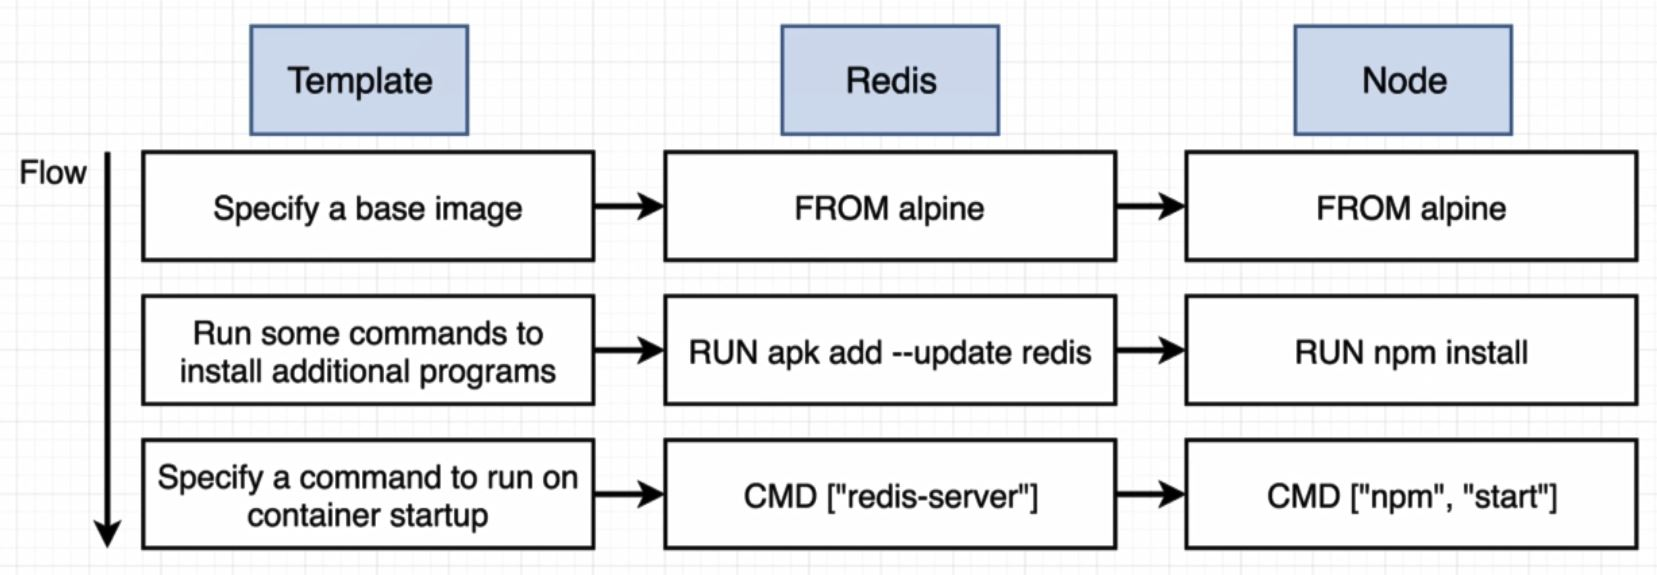 Template
Redis
Node
Flow
Specify a base image
FROM alpine
FROM alpine
Run some commands to
install additional programs
RUN apk add --update redis
RUN npm install
Specify a command to run on
container startup
CMD ["redis-server"]
CMD ["npm", "start"]